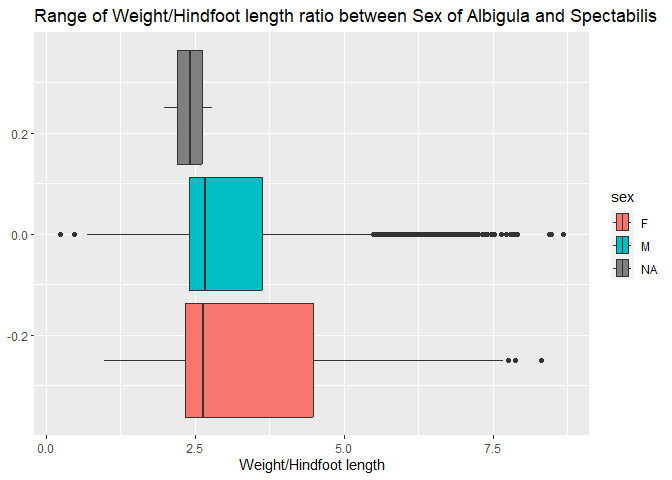 Range of Weight/Hindfoot length ratio between Sex of Albigula and Spectabilis
0.2
0.0
-0.2
sex
F
M
NA
0.0 2.5 5.0 7.5
Weight/Hindfoot length